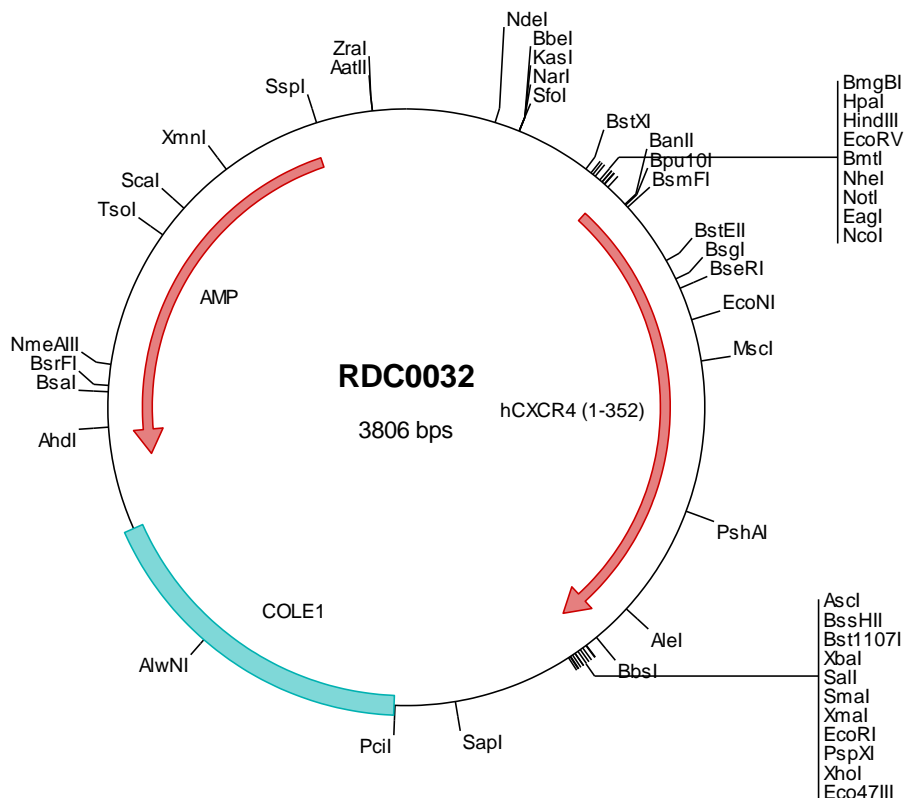 NdeI
BbeI
KasI
NarI
SfoI
ZraI
AatII
SspI
XmnI
ScaI
TsoI
BstXI
BanII
Bpu10I
BsmFI
BmgBI
HpaI
HindIII
EcoRV
BmtI
NheI
NotI
EagI
NcoI
BstEII
BsgI
BseRI
EcoNI
MscI
AMP
NmeAIII
BsrFI
BsaI
AhdI
RDC0032
3806 bps
hCXCR4 (1-352)
PshAI
COLE1
AlwNI
PciI
SapI
BbsI
AleI
AscI
BssHII
Bst1107I
XbaI
SalI
SmaI
XmaI
EcoRI
PspXI
XhoI
Eco47III